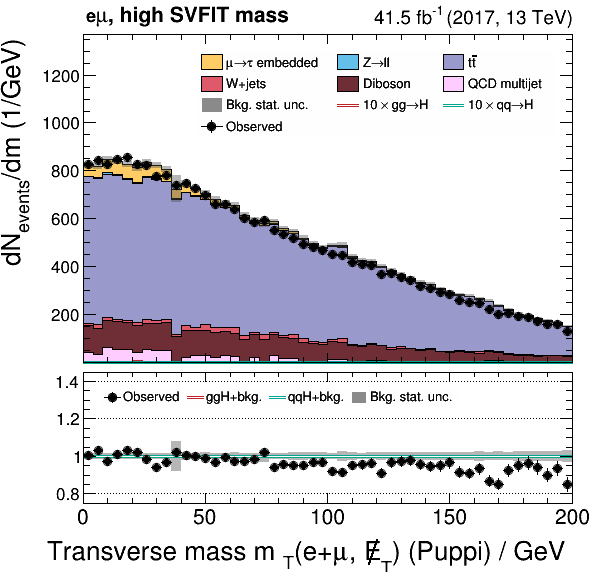 eμ, high SVFIT mass
41.5 fb⁻¹ (2017, 13 TeV)
dN_events/dm (1/GeV)
1200
1000
800
600
400
200
μ→τ embedded
Z→ll
tt̄
W+jets
Diboson
QCD multijet
Bkg. stat. unc.
10 × gg→H
10 × qq→H
Observed
1.4
1.2
1
0.8
Observed
ggH+bkg.
qqH+bkg.
Bkg. stat. unc.
0
50
100
150
200
Transverse mass m_T(e+μ, E̸_T) (Puppi) / GeV